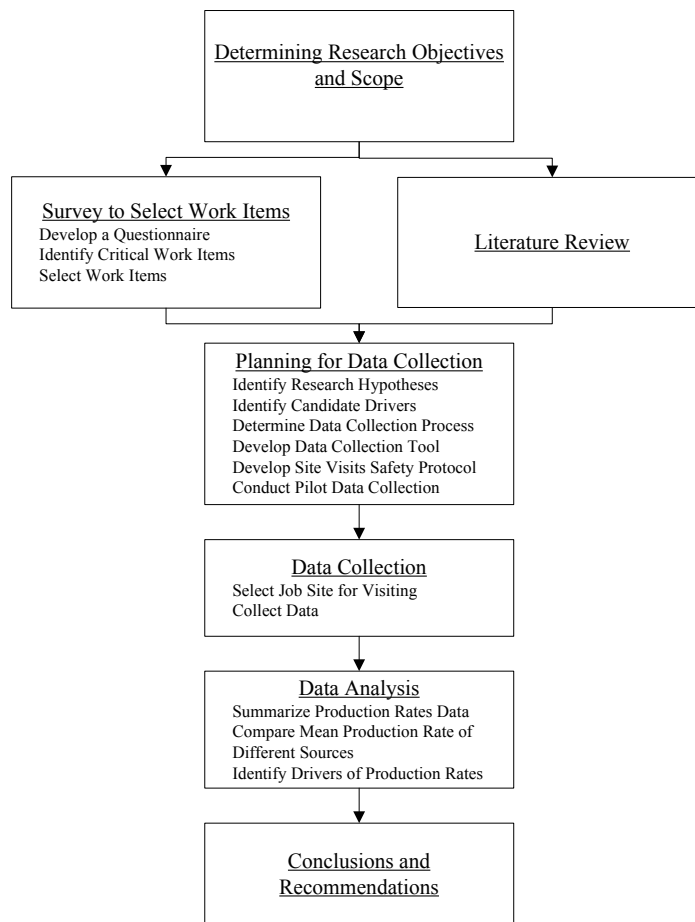 Determining Research Objectives
and Scope
Survey to Select Work Items
Develop a Questionnaire
Identify Critical Work Items
Select Work Items
Literature Review
Planning for Data Collection
Identify Research Hypotheses
Identify Candidate Drivers
Determine Data Collection Process
Develop Data Collection Tool
Develop Site Visits Safety Protocol
Conduct Pilot Data Collection
Data Collection
Select Job Site for Visiting
Collect Data
Data Analysis
Summarize Production Rates Data
Compare Mean Production Rate of
Different Sources
Identify Drivers of Production Rates
Conclusions and
Recommendations